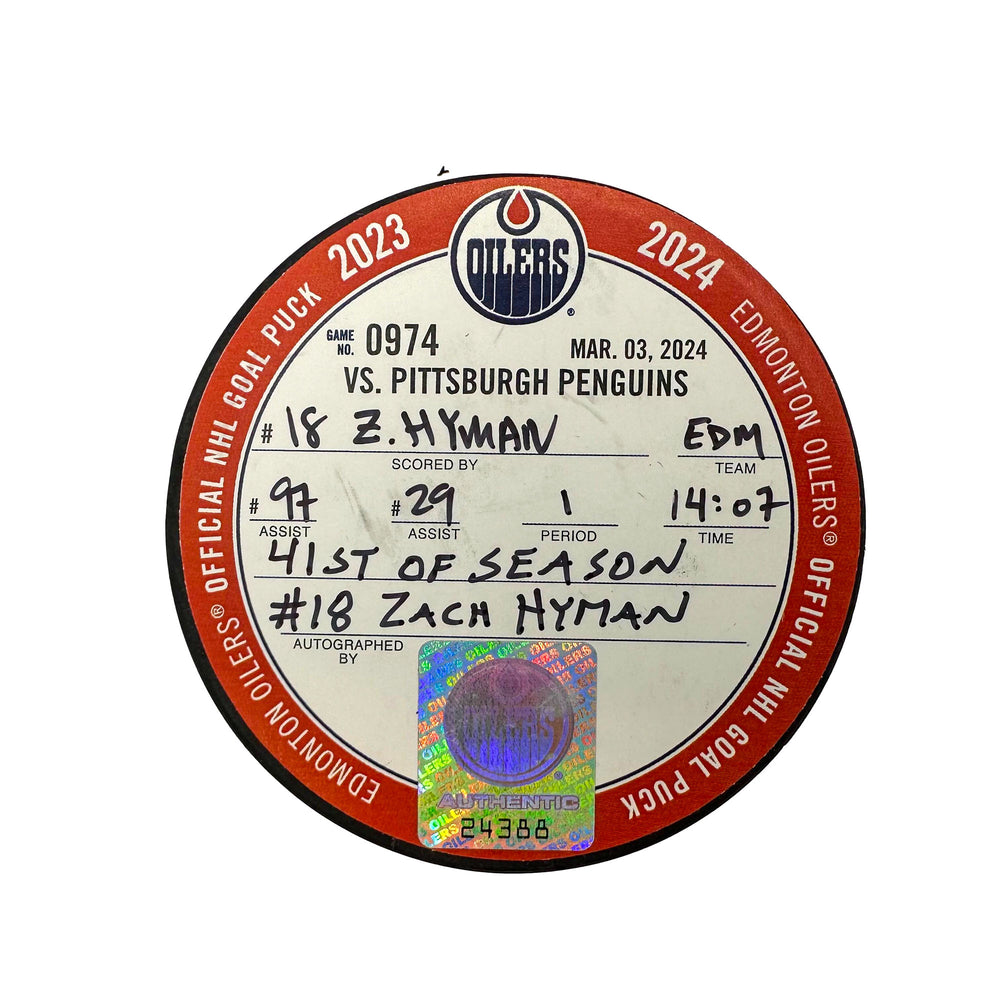 2023
2024
OILERS
®
EDMONTON OILERS® OFFICIAL NHL GOAL PUCK
EDMONTON OILERS® OFFICIAL NHL GOAL PUCK
GAME NO. 0974
MAR. 03, 2024
VS. PITTSBURGH PENGUINS
# 18 Z. HYMAN EDM
SCORED BY TEAM
# 97 # 29 1 14:07
ASSIST ASSIST PERIOD TIME
41ST OF SEASON
#18 ZACH HYMAN
AUTOGRAPHED
BY
OILERS
AUTHENTIC
24388